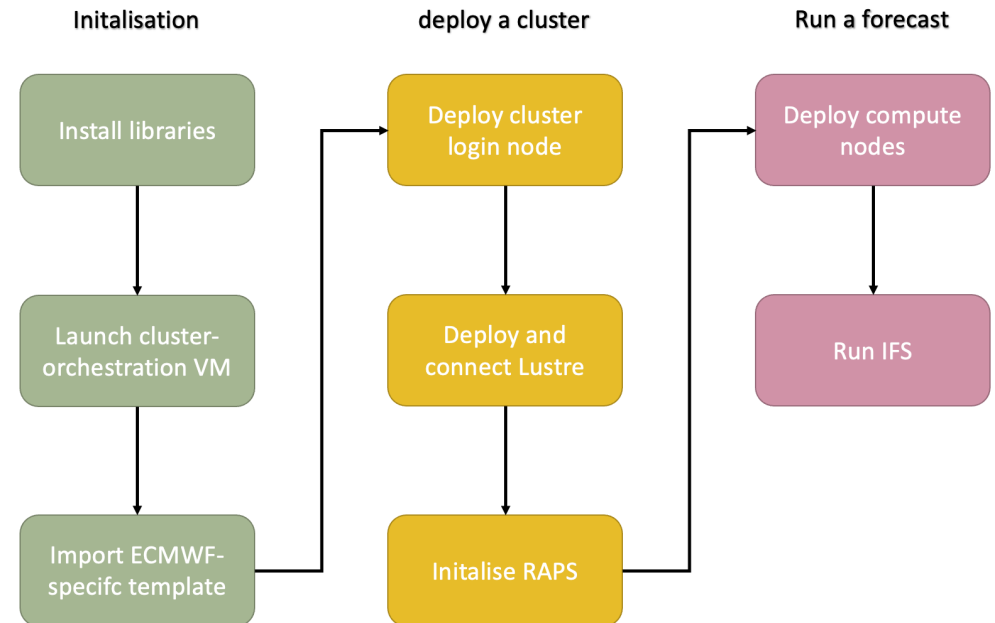 Initalisation
Install libraries
Launch cluster-
orchestration VM
Import ECMWF-
specifc template
deploy a cluster
Deploy cluster
login node
Deploy and
connect Lustre
Initalise RAPS
Run a forecast
Deploy compute
nodes
Run IFS